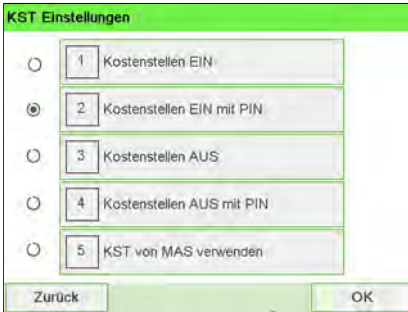 KST Einstellungen
1 Kostenstellen EIN
2 Kostenstellen EIN mit PIN
3 Kostenstellen AUS
4 Kostenstellen AUS mit PIN
5 KST von MAS verwenden
Zurück OK